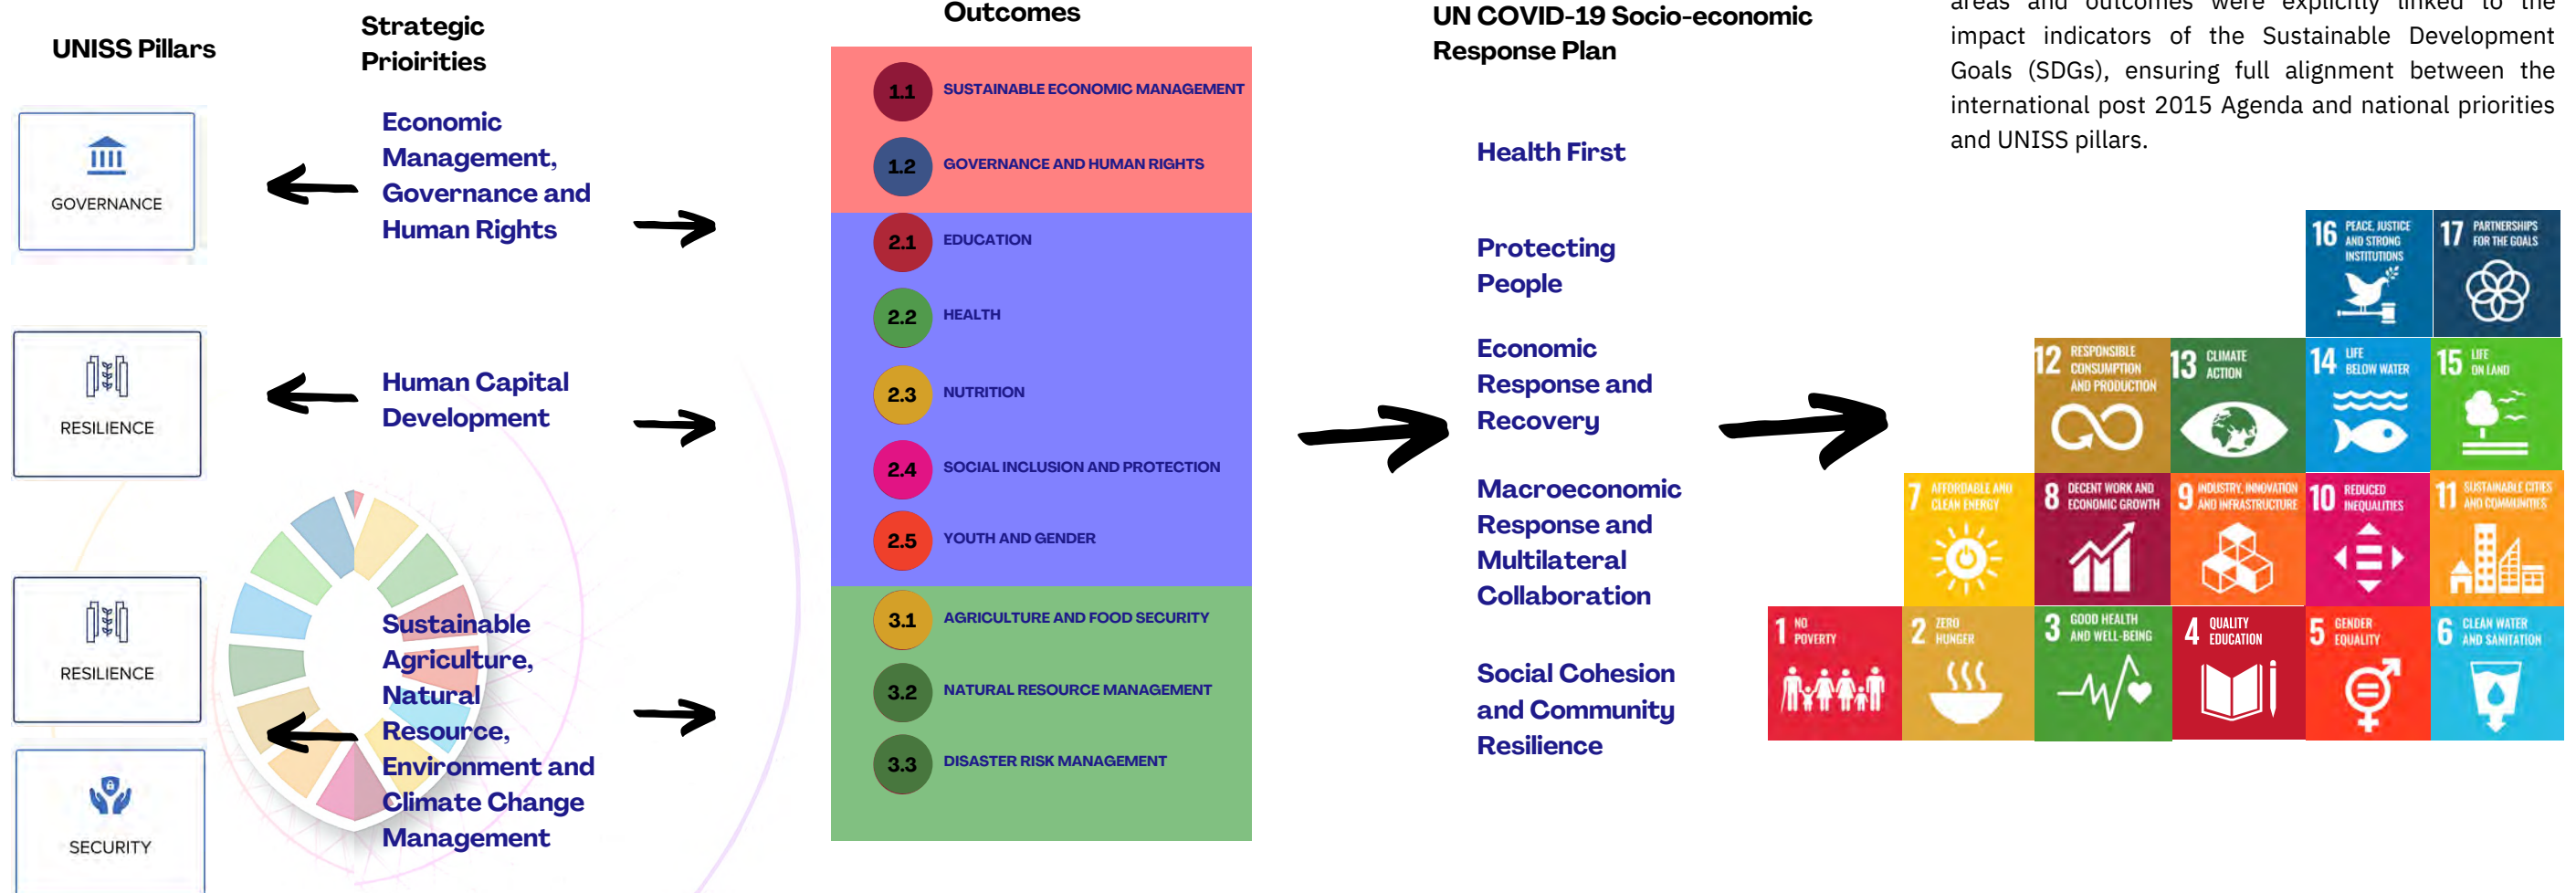 UNISS Pillars
GOVERNANCE
RESILIENCE
RESILIENCE
SECURITY
Strategic
Prioirities
Economic
Management,
Governance and
Human Rights
Human Capital
Development
Sustainable
Agriculture,
Natural
Resource,
Environment and
Climate Change
Management
Outcomes
1.1 SUSTAINABLE ECONOMIC MANAGEMENT
1.2 GOVERNANCE AND HUMAN RIGHTS
2.1 EDUCATION
2.2 HEALTH
2.3 NUTRITION
2.4 SOCIAL INCLUSION AND PROTECTION
2.5 YOUTH AND GENDER
3.1 AGRICULTURE AND FOOD SECURITY
3.2 NATURAL RESOURCE MANAGEMENT
3.3 DISASTER RISK MANAGEMENT
UN COVID-19 Socio-economic
Response Plan
Health First
Protecting
People
Economic
Response and
Recovery
Macroeconomic
Response and
Multilateral
Collaboration
Social Cohesion
and Community
Resilience
areas and outcomes were explicitly linked to the
impact indicators of the Sustainable Development
Goals (SDGs), ensuring full alignment between the
international post 2015 Agenda and national priorities
and UNISS pillars.
16 PEACE, JUSTICE
AND STRONG
INSTITUTIONS
17 PARTNERSHIPS
FOR THE GOALS
12 RESPONSIBLE
CONSUMPTION
AND PRODUCTION
13 CLIMATE
ACTION
14 LIFE
BELOW WATER
15 LIFE
ON LAND
7 AFFORDABLE AND
CLEAN ENERGY
8 DECENT WORK AND
ECONOMIC GROWTH
9 INDUSTRY, INNOVATION
AND INFRASTRUCTURE
10 REDUCED
INEQUALITIES
11 SUSTAINABLE CITIES
AND COMMUNITIES
1 NO
POVERTY
2 ZERO
HUNGER
3 GOOD HEALTH
AND WELL-BEING
4 QUALITY
EDUCATION
5 GENDER
EQUALITY
6 CLEAN WATER
AND SANITATION